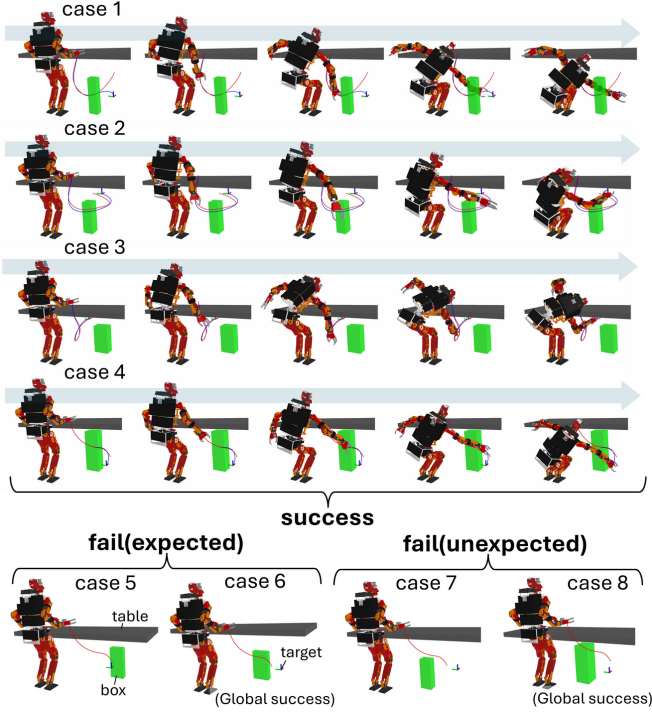 case 1
case 2
case 3
case 4
success
fail(expected)
fail(unexpected)
case 5
case 6
case 7
case 8
table
box
target
(Global success)
(Global success)